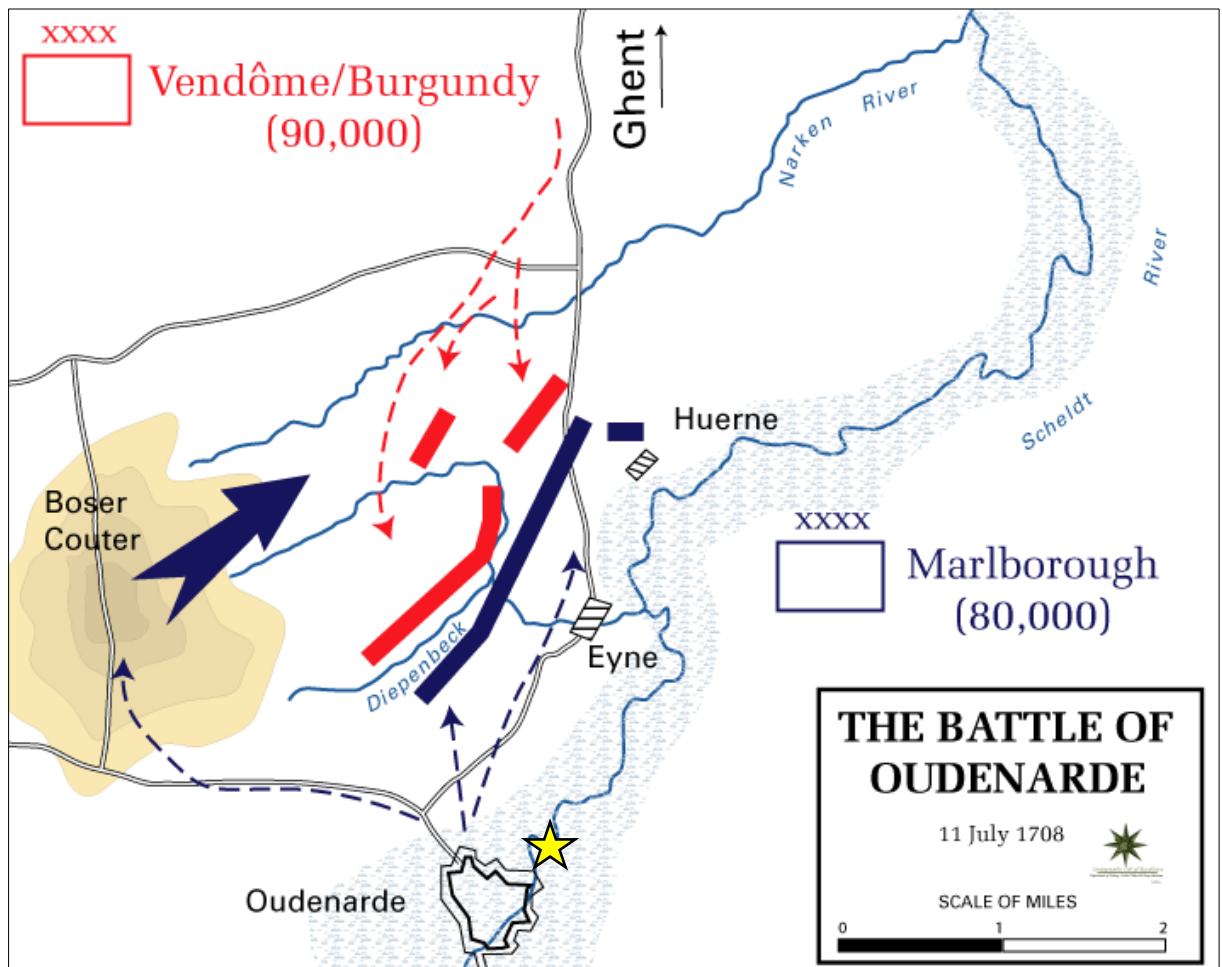 xxxx
Vendôme/Burgundy
(90,000)
Ghent
Narken River
River
Scheldt
Huerne
Boser
Couter
xxxx
Marlborough
(80,000)
Eyne
Diepenbeck
THE BATTLE OF
OUDENARDE
11 July 1708
SCALE OF MILES
0 1 2
Oudenarde